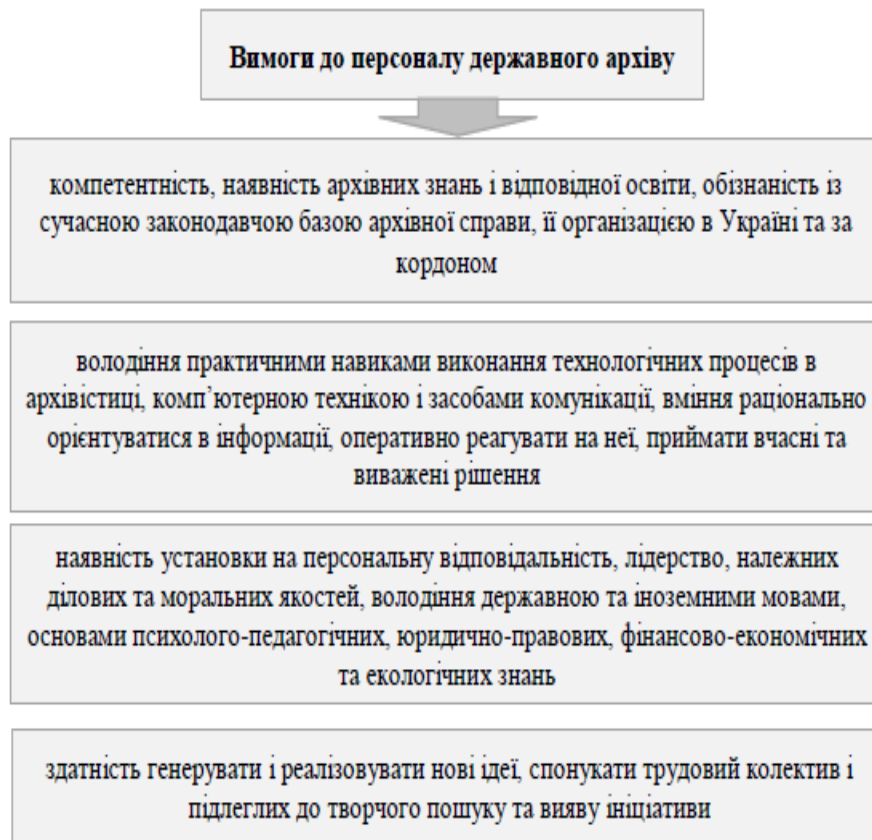 Вимоги до персоналу державного архіву
компетентність, наявність архівних знань і відповідної освіти, обізнаність із
сучасною законодавчою базою архівної справи, її організацією в Україні та за
кордоном
володіння практичними навиками виконання технологічних процесів в
архівістиці, комп’ютерною технікою і засобами комунікації, вміння раціонально
орієнтуватися в інформації, оперативно реагувати на неї, приймати вчасні та
виважені рішення
наявність установки на персональну відповідальність, лідерство, належних
ділових та моральних якостей, володіння державною та іноземними мовами,
основами психолого-педагогічних, юридично-правових, фінансово-економічних
та екологічних знань
здатність генерувати і реалізовувати нові ідеї, спонукати трудовий колектив і
підлеглих до творчого пошуку та вияву ініціативи